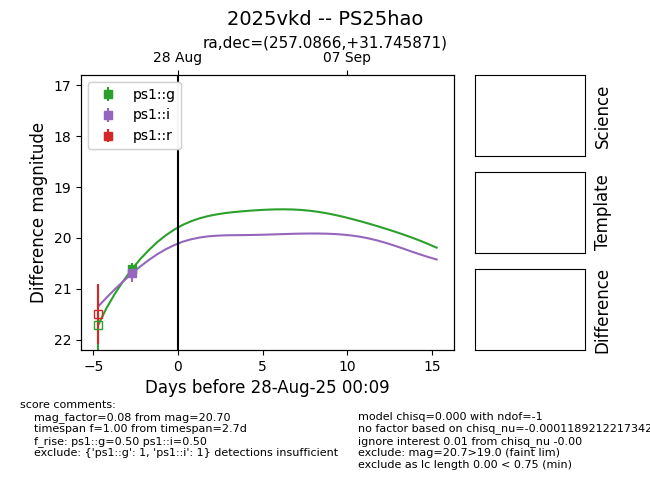 2025vkd -- PS25hao
ra,dec=(257.0866,+31.745871)
28 Aug
07 Sep
17
18
19
20
21
22
Difference magnitude
ps1::g
ps1::i
ps1::r
−5
0
5
10
15
Days before 28-Aug-25 00:09
Science
Template
Difference
score comments:
mag_factor=0.08 from mag=20.70
timespan f=1.00 from timespan=2.7d
f_rise: ps1::g=0.50 ps1::i=0.50
exclude: {'ps1::g': 1, 'ps1::i': 1} detections insufficient
model chisq=0.000 with ndof=-1
no factor based on chisq_nu=-0.0001189212217342
ignore interest 0.01 from chisq_nu -0.00
exclude: mag=20.7>19.0 (faint lim)
exclude as lc length 0.00 < 0.75 (min)